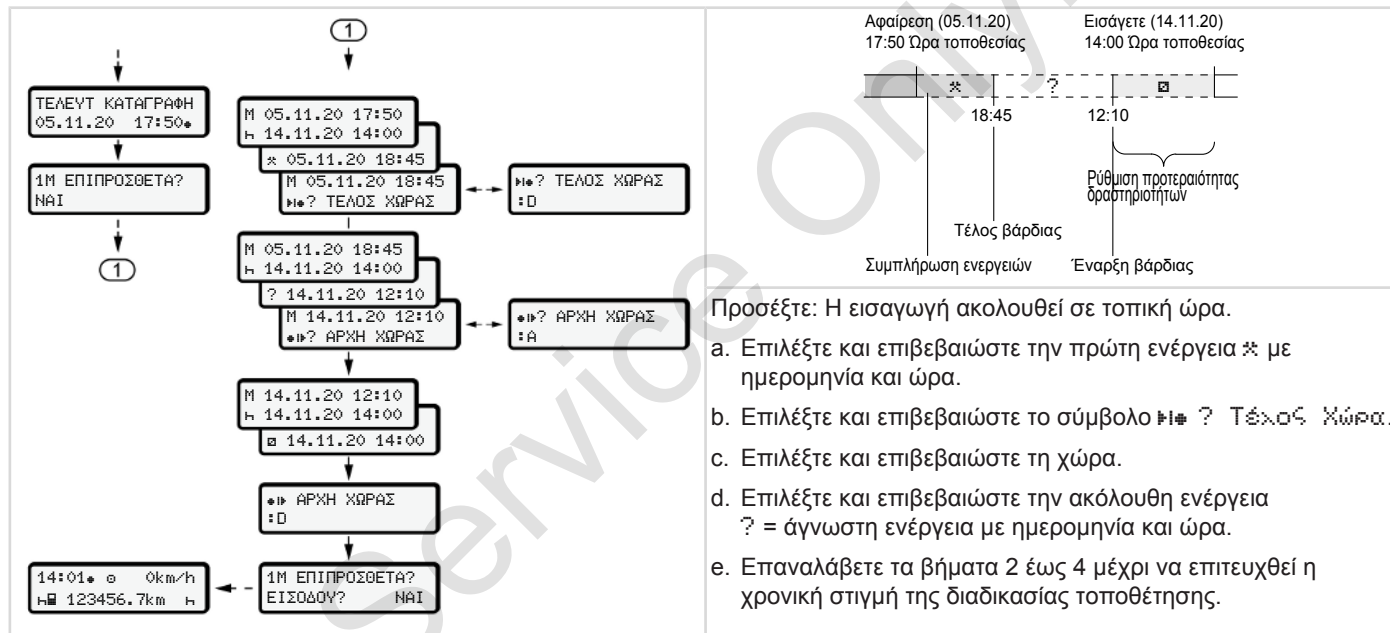 1
ΤΕΛΕΥΤ ΚΑΤΑΓΡΑΦΗ
05.11.20 17:50
1M ΕΠΙΠΡΟΣΘΕΤΑ?
ΝΑΙ
1
M 05.11.20 17:50
14.11.20 14:00
05.11.20 18:45
M 05.11.20 18:45
? ΤΕΛΟΣ ΧΩΡΑΣ
? ΤΕΛΟΣ ΧΩΡΑΣ
:D
M 05.11.20 18:45
14.11.20 14:00
? 14.11.20 12:10
M 14.11.20 12:10
? ΑΡΧΗ ΧΩΡΑΣ
? ΑΡΧΗ ΧΩΡΑΣ
:A
M 14.11.20 12:10
14.11.20 14:00
14.11.20 14:00
ΑΡΧΗ ΧΩΡΑΣ
:D
1M ΕΠΙΠΡΟΣΘΕΤΑ?
ΕΙΣΟΔΟΥ? ΝΑΙ
14:01 0km/h
123456.7km
Αφαίρεση (05.11.20)
17:50 Ώρα τοποθεσίας
Εισάγετε (14.11.20)
14:00 Ώρα τοποθεσίας
?
18:45
12:10
Ρύθμιση προτεραιότητας
δραστηριοτήτων
Τέλος βάρδιας
Συμπλήρωση ενεργειών
Έναρξη βάρδιας
Προσέξτε: Η εισαγωγή ακολουθεί σε τοπική ώρα.
a. Επιλέξτε και επιβεβαιώστε την πρώτη ενέργεια με
ημερομηνία και ώρα.
b. Επιλέξτε και επιβεβαιώστε το σύμβολο ? Τέλος Χώρα.
c. Επιλέξτε και επιβεβαιώστε τη χώρα.
d. Επιλέξτε και επιβεβαιώστε την ακόλουθη ενέργεια
? = άγνωστη ενέργεια με ημερομηνία και ώρα.
e. Επαναλάβετε τα βήματα 2 έως 4 μέχρι να επιτευχθεί η
χρονική στιγμή της διαδικασίας τοποθέτησης.
Service Only